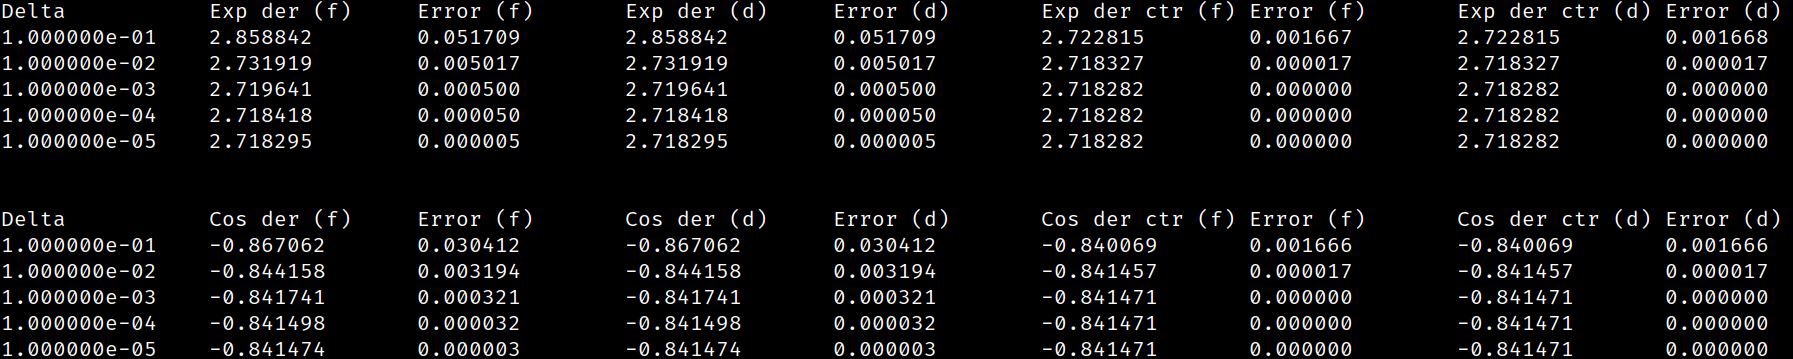 Delta Exp der (f) Error (f) Exp der (d) Error (d) Exp der ctr (f) Error (f) Exp der ctr (d) Error (d)
1.000000e-01 2.858842 0.051709 2.858842 0.051709 2.722815 0.001667 2.722815 0.001668
1.000000e-02 2.731919 0.005017 2.731919 0.005017 2.718327 0.000017 2.718327 0.000017
1.000000e-03 2.719641 0.000500 2.719641 0.000500 2.718282 0.000000 2.718282 0.000000
1.000000e-04 2.718418 0.000050 2.718418 0.000050 2.718282 0.000000 2.718282 0.000000
1.000000e-05 2.718295 0.000005 2.718295 0.000005 2.718282 0.000000 2.718282 0.000000
Delta Cos der (f) Error (f) Cos der (d) Error (d) Cos der ctr (f) Error (f) Cos der ctr (d) Error (d)
1.000000e-01 -0.867062 0.030412 -0.867062 0.030412 -0.840069 0.001666 -0.840069 0.001666
1.000000e-02 -0.844158 0.003194 -0.844158 0.003194 -0.841457 0.000017 -0.841457 0.000017
1.000000e-03 -0.841741 0.000321 -0.841741 0.000321 -0.841471 0.000000 -0.841471 0.000000
1.000000e-04 -0.841498 0.000032 -0.841498 0.000032 -0.841471 0.000000 -0.841471 0.000000
1.000000e-05 -0.841474 0.000003 -0.841474 0.000003 -0.841471 0.000000 -0.841471 0.000000